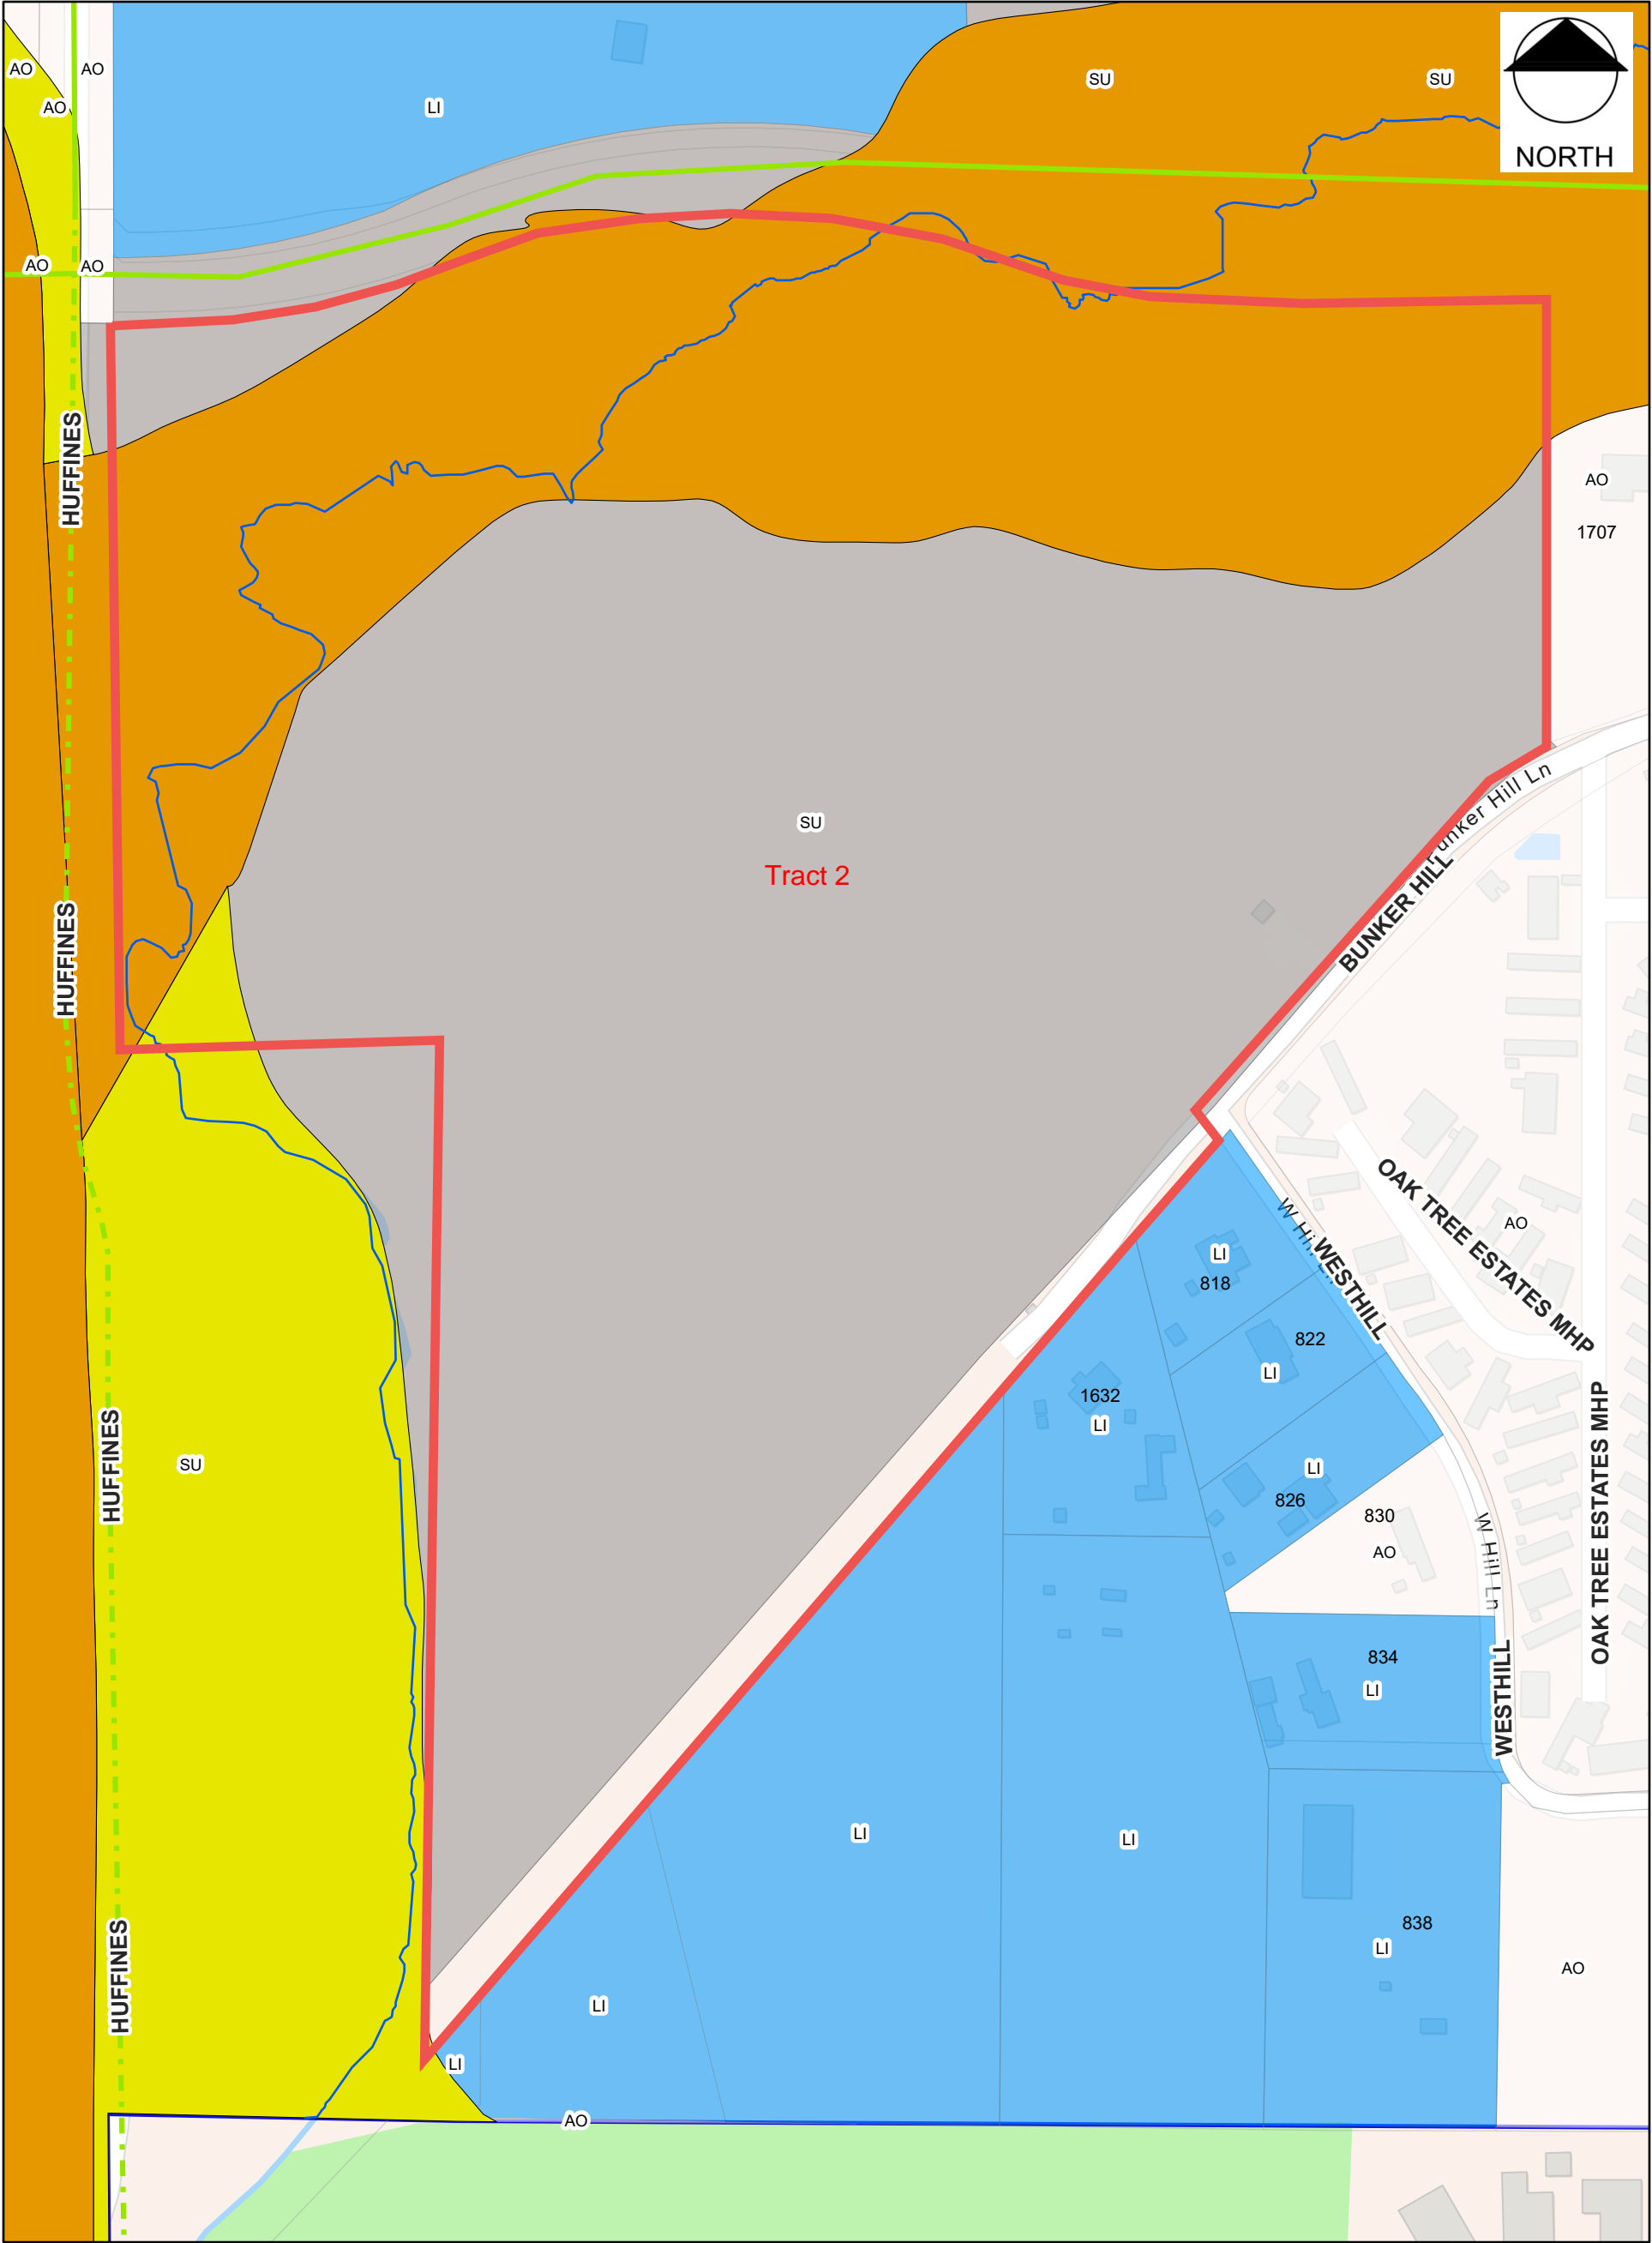 AO
AO
AO
LI
SU
SU
NORTH
AO
AO
HUFFINES
AO
1707
unker Hill Ln
SU
Tract 2
BUNKER HILL
HUFFINES
OAK TREE ESTATES MHP
AO
W Hi
WESTHILL
LI
818
822
LI
1632
LI
HUFFINES
SU
LI
826
830
AO
W Hill Ln
OAK TREE ESTATES MHP
834
LI
WESTHILL
LI
LI
838
LI
HUFFINES
AO
LI
LI
AO